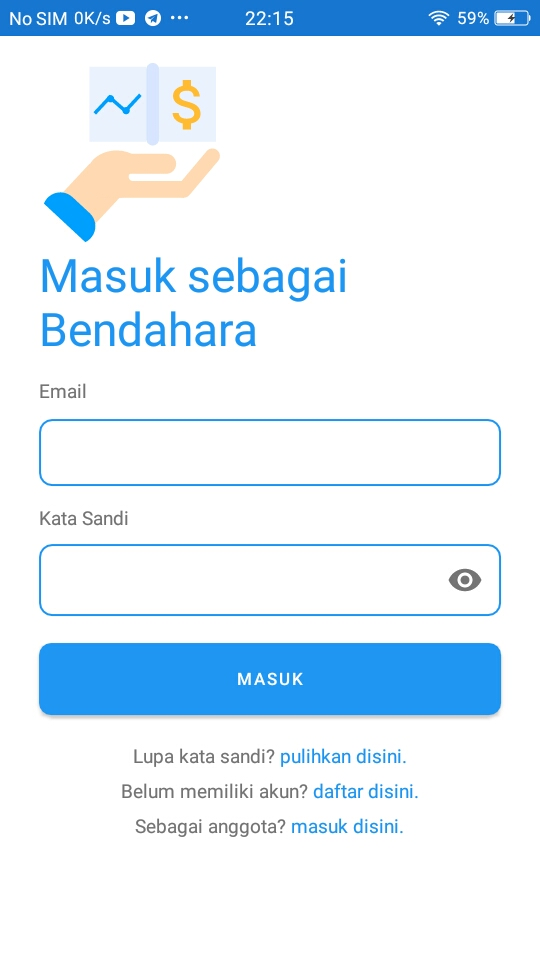 No SIM 0K/s 22:15 59%
$
Masuk sebagai
Bendahara
Email
Kata Sandi
MASUK
Lupa kata sandi? pulihkan disini.
Belum memiliki akun? daftar disini.
Sebagai anggota? masuk disini.